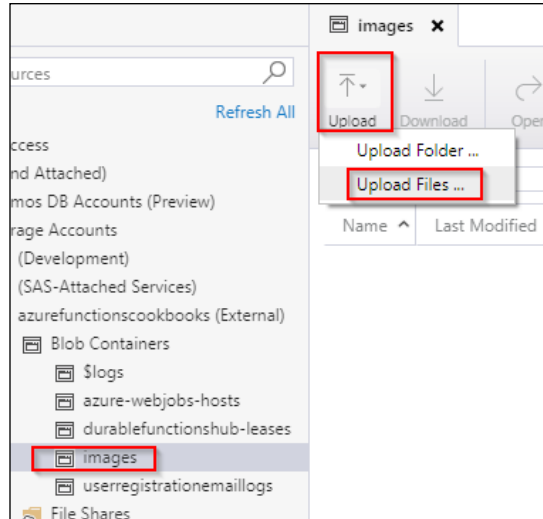 images
urces
Refresh All
Upload
Download
Oper
Upload Folder ...
Upload Files ...
Name
Last Modified
ccess
nd Attached)
mos DB Accounts (Preview)
rage Accounts
(Development)
(SAS-Attached Services)
azurefunctionscookbooks (External)
Blob Containers
$logs
azure-webjobs-hosts
durablefunctionshub-leases
images
userregistrationemaillogs
File Shares